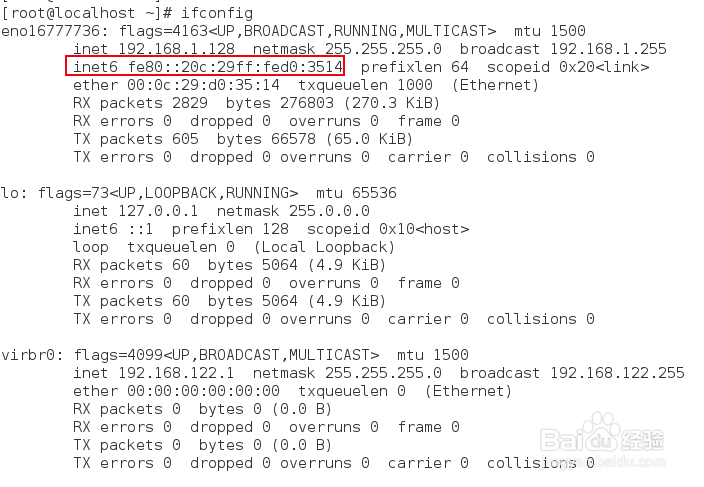 [root@localhost ~]# ifconfig
eno16777736: flags=4163<UP,BROADCAST,RUNNING,MULTICAST>  mtu 1500
        inet 192.168.1.128  netmask 255.255.255.0  broadcast 192.168.1.255
        inet6 fe80::20c:29ff:fed0:3514  prefixlen 64  scopeid 0x20<link>
        ether 00:0c:29:d0:35:14  txqueuelen 1000  (Ethernet)
        RX packets 2829  bytes 276803 (270.3 KiB)
        RX errors 0  dropped 0  overruns 0  frame 0
        TX packets 605  bytes 66578 (65.0 KiB)
        TX errors 0  dropped 0 overruns 0  carrier 0  collisions 0
lo: flags=73<UP,LOOPBACK,RUNNING>  mtu 65536
        inet 127.0.0.1  netmask 255.0.0.0
        inet6 ::1  prefixlen 128  scopeid 0x10<host>
        loop  txqueuelen 0  (Local Loopback)
        RX packets 60  bytes 5064 (4.9 KiB)
        RX errors 0  dropped 0  overruns 0  frame 0
        TX packets 60  bytes 5064 (4.9 KiB)
        TX errors 0  dropped 0 overruns 0  carrier 0  collisions 0
virbr0: flags=4099<UP,BROADCAST,MULTICAST>  mtu 1500
        inet 192.168.122.1  netmask 255.255.255.0  broadcast 192.168.122.255
        ether 00:00:00:00:00:00  txqueuelen 0  (Ethernet)
        RX packets 0  bytes 0 (0.0 B)
        RX errors 0  dropped 0  overruns 0  frame 0
        TX packets 0  bytes 0 (0.0 B)
        TX errors 0  dropped 0 overruns 0  carrier 0  collisions 0
Baidu 经验
jingyan.baidu.com